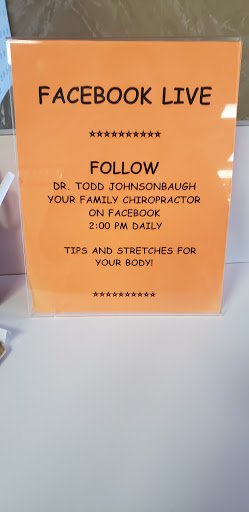 FACEBOOK LIVE
☆☆☆☆☆☆☆☆☆☆
FOLLOW
DR. TODD JOHNSONBAUGH
YOUR FAMILY CHIROPRACTOR
ON FACEBOOK
2:00 PM DAILY
TIPS AND STRETCHES FOR
YOUR BODY!
☆☆☆☆☆☆☆☆☆☆